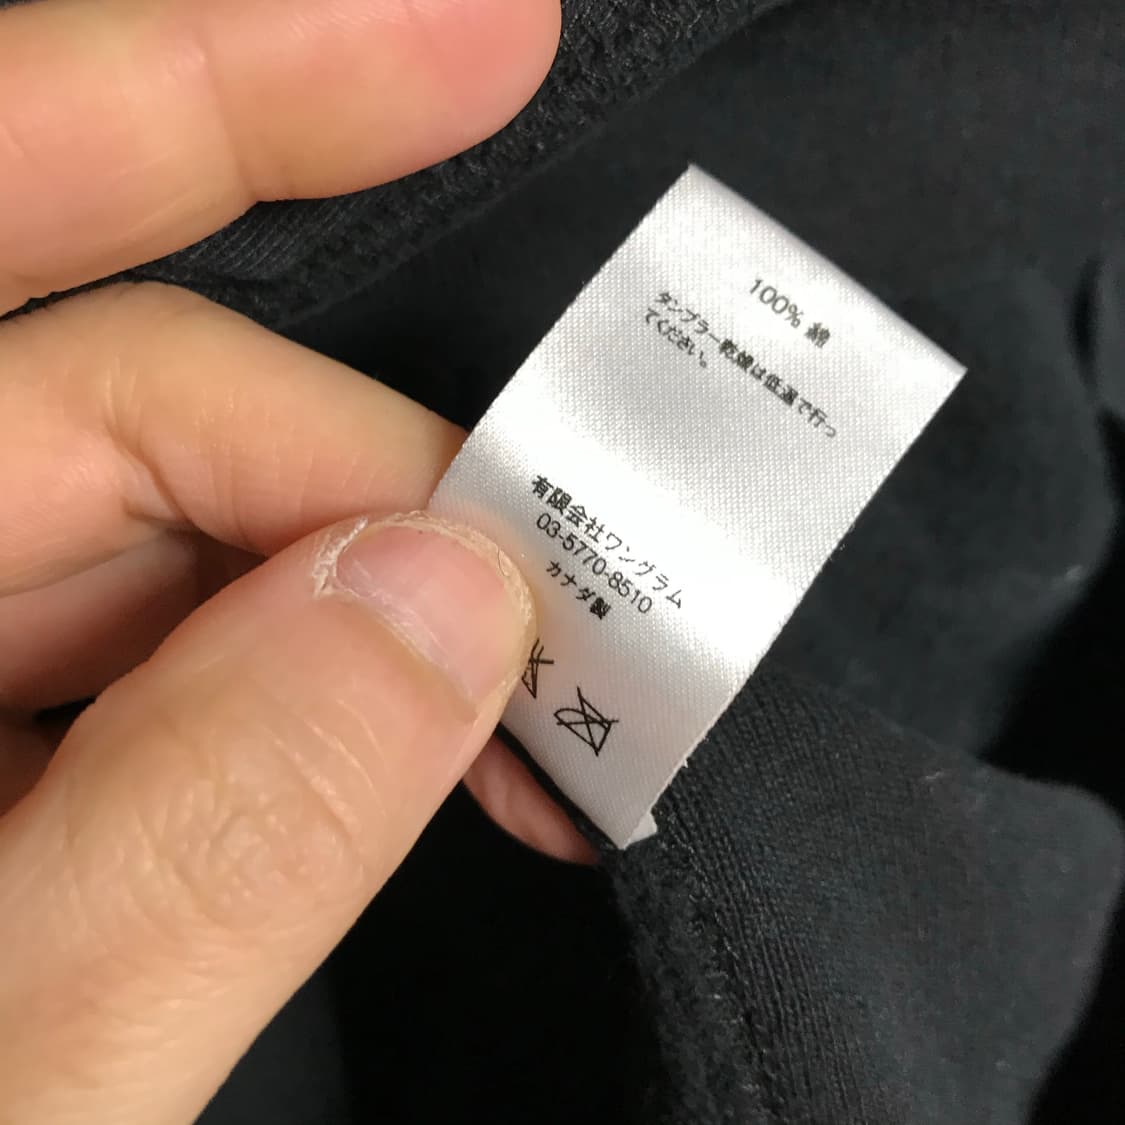 100% 綿
タンブラー乾燥は低温で行っ
てください。
有限会社ワングラム
03-5770-8510
カナダ製